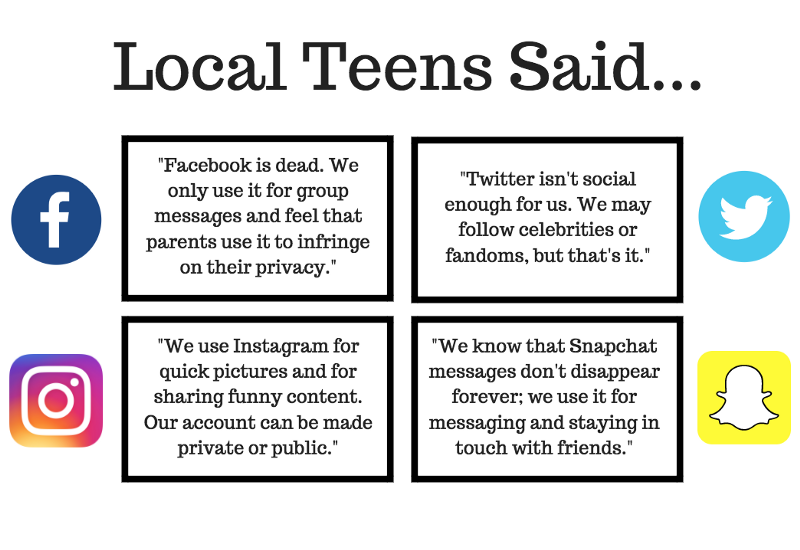 Local Teens Said...
"Facebook is dead. We
only use it for group
messages and feel that
parents use it to infringe
on their privacy."
"Twitter isn't social
enough for us. We may
follow celebrities or
fandoms, but that's it."
"We use Instagram for
quick pictures and for
sharing funny content.
Our account can be made
private or public."
"We know that Snapchat
messages don't disappear
forever; we use it for
messaging and staying in
touch with friends."